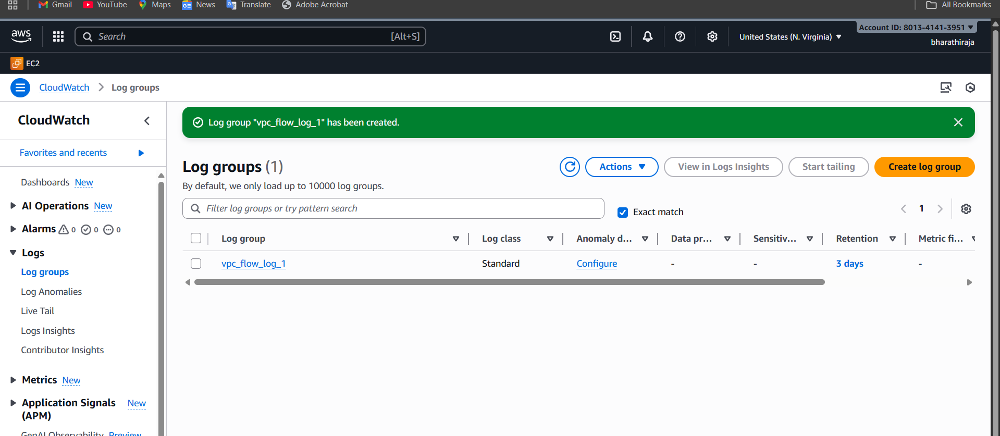 Gmail YouTube Maps News Translate Adobe Acrobat All Bookmarks
aws Search [Alt+S] United States (N. Virginia) Account ID: 8013-4141-3951
bharathiraja
EC2
CloudWatch Log groups
CloudWatch
Favorites and recents
Dashboards New
AI Operations New
Alarms 0 0 0
Logs
Log groups
Log Anomalies
Live Tail
Logs Insights
Contributor Insights
Metrics New
Application Signals New
(APM)
GenAI Observability Preview
Log group "vpc_flow_log_1" has been created.
Log groups (1)
Actions View in Logs Insights Start tailing Create log group
By default, we only load up to 10000 log groups.
Filter log groups or try pattern search Exact match 1
Log group Log class Anomaly d... Data pr... Sensitiv... Retention Metric fi...
vpc_flow_log_1 Standard Configure - - 3 days -